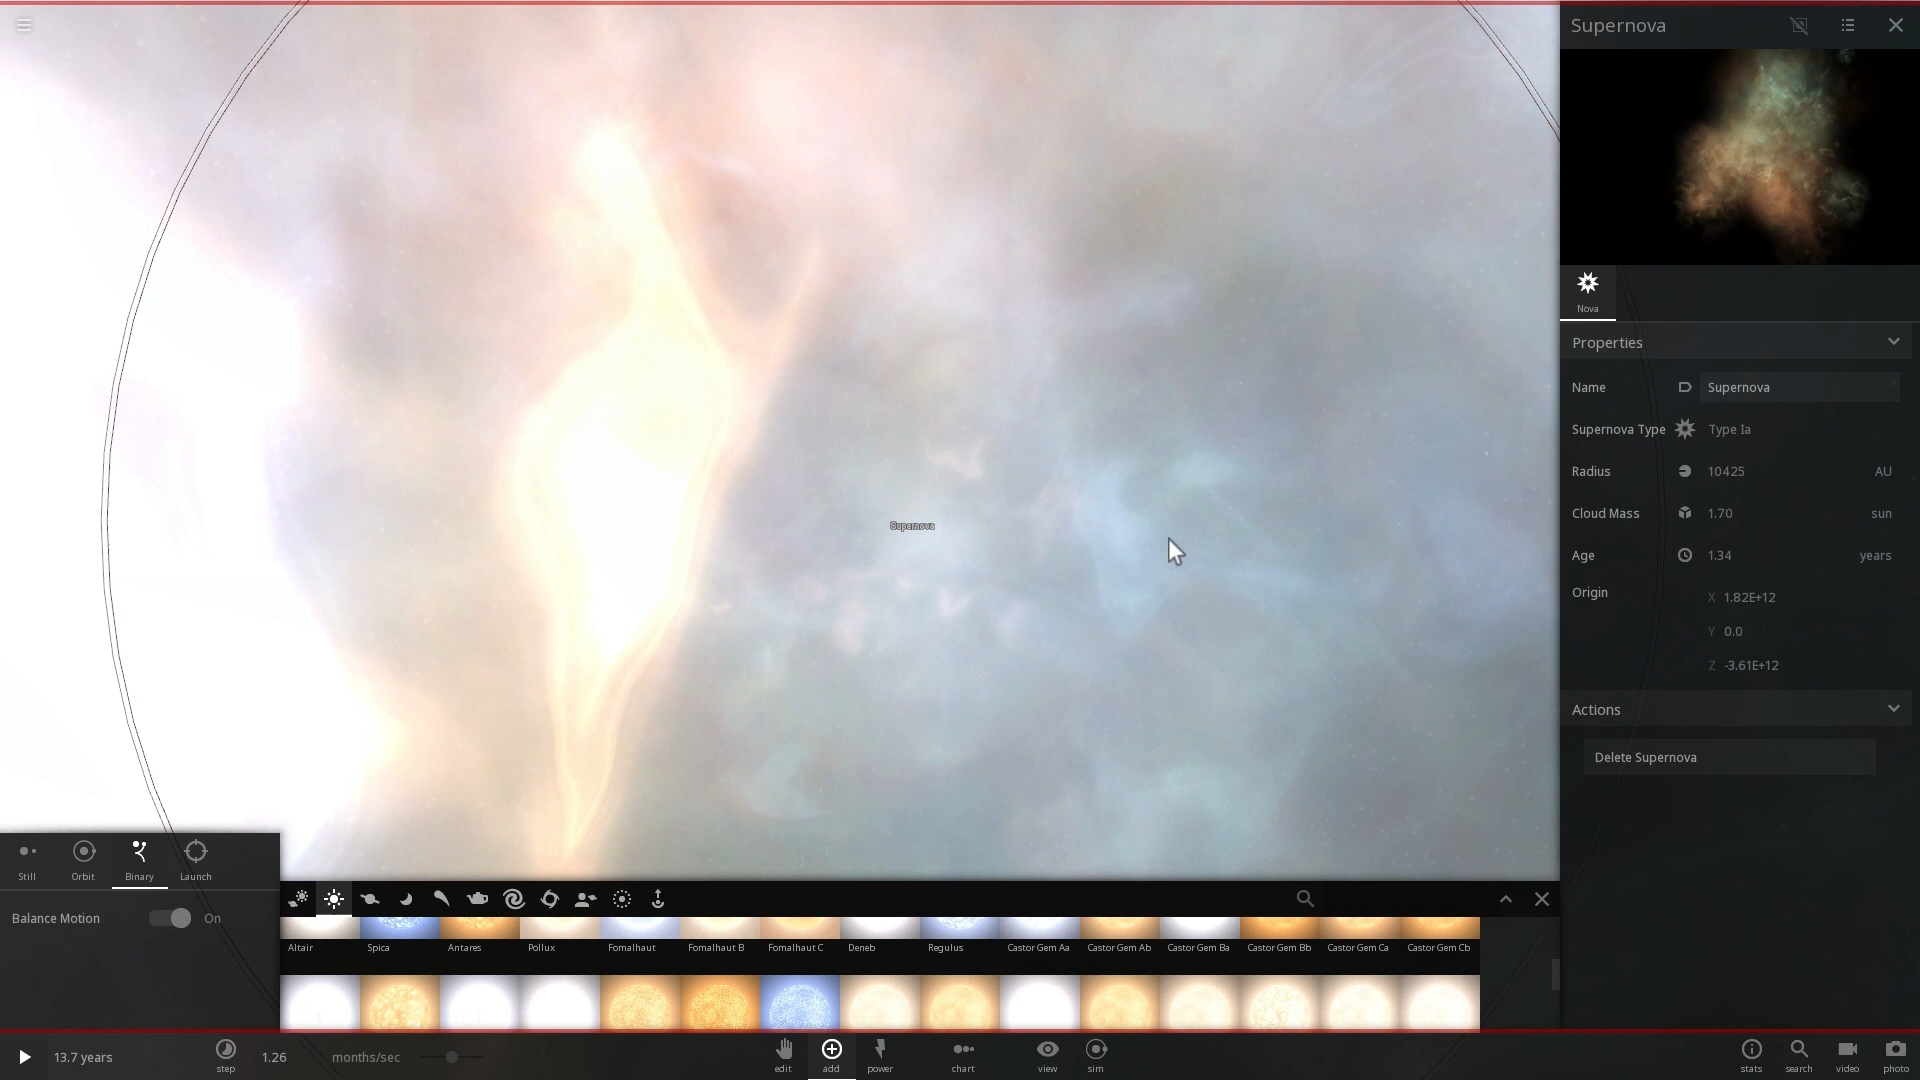 Supernova
Nova
Properties
Name Supernova
Supernova Type Type Ia
Radius 10425 AU
Cloud Mass 1.70 sun
Age 1.34 years
Origin X 1.82E+12
Y 0.0
Z -3.61E+12
Actions
Delete Supernova
Supernova
Still Orbit Binary Launch
Balance Motion On
Altair Spica Antares Pollux Fomalhaut Fomalhaut B Fomalhaut C Deneb Regulus Castor Gem Aa Castor Gem Ab Castor Gem Ba Castor Gem Bb Castor Gem Ca Castor Gem Cb
13.7 years step 1.26 months/sec edit add power chart view sim stats search video photo